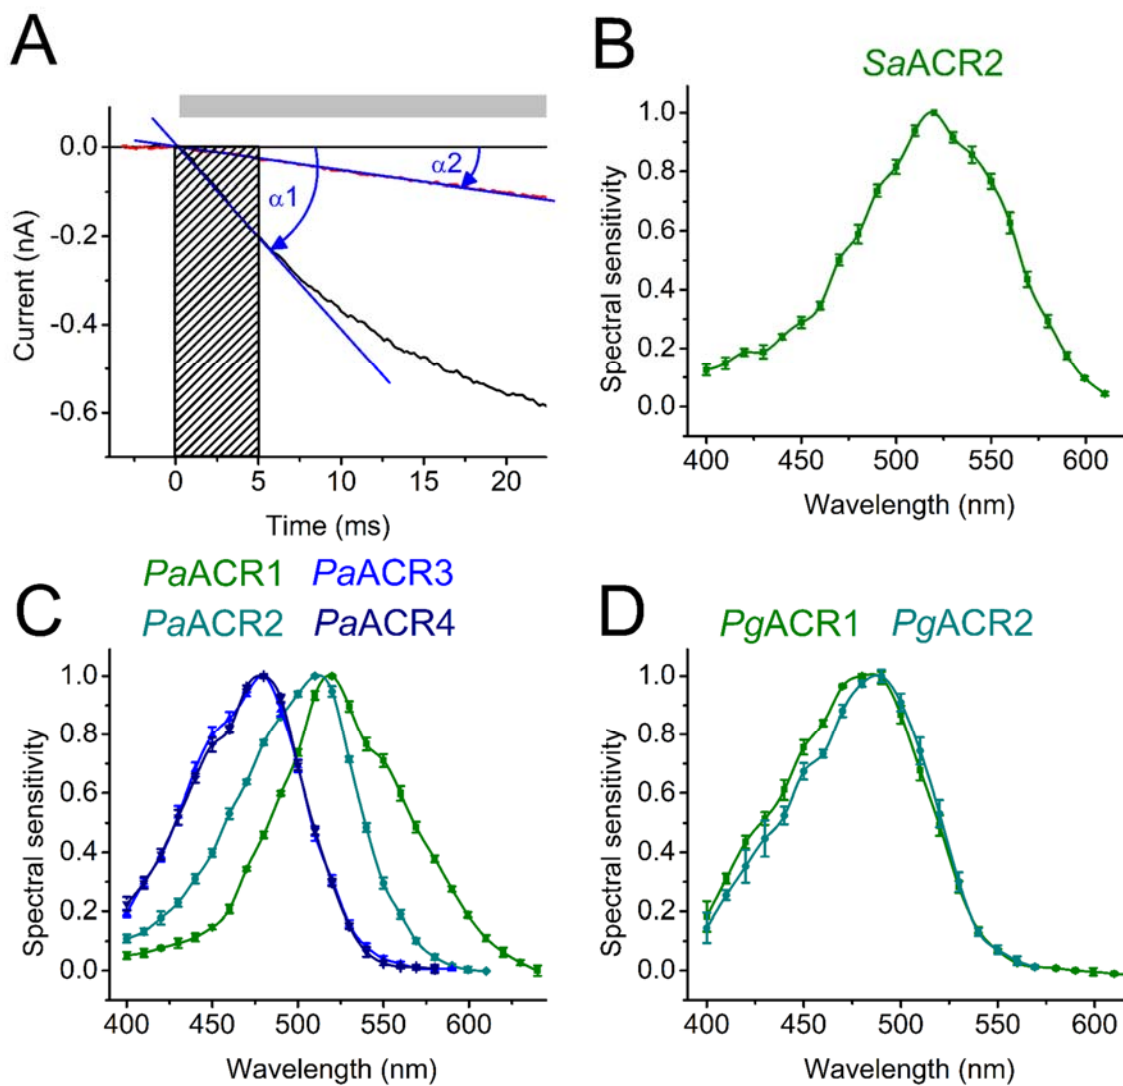 A
0.0
-0.2
-0.4
-0.6
Current (nA)
α1
α2
0 5 10 15 20
Time (ms)
B
SaACR2
1.0
0.8
0.6
0.4
0.2
0.0
Spectral sensitivity
400 450 500 550 600
Wavelength (nm)
C
PaACR1 PaACR3
PaACR2 PaACR4
1.0
0.8
0.6
0.4
0.2
0.0
Spectral sensitivity
400 450 500 550 600
Wavelength (nm)
D
PgACR1 PgACR2
1.0
0.8
0.6
0.4
0.2
0.0
Spectral sensitivity
400 450 500 550 600
Wavelength (nm)